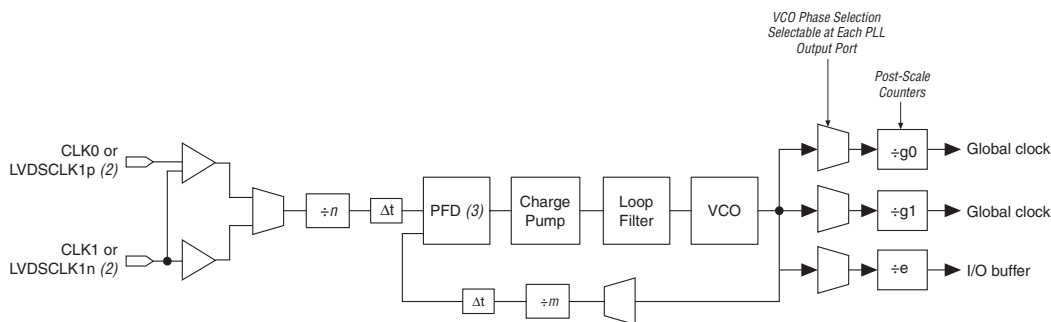 VCO Phase Selection
Selectable at Each PLL
Output Port
Post-Scale
Counters
CLK0 or
LVDSCLK1p (2)
÷g0
Global clock
÷n
Δt
PFD (3)
Charge
Pump
Loop
Filter
VCO
÷g1
Global clock
CLK1 or
LVDSCLK1n (2)
÷e
I/O buffer
Δt
÷m